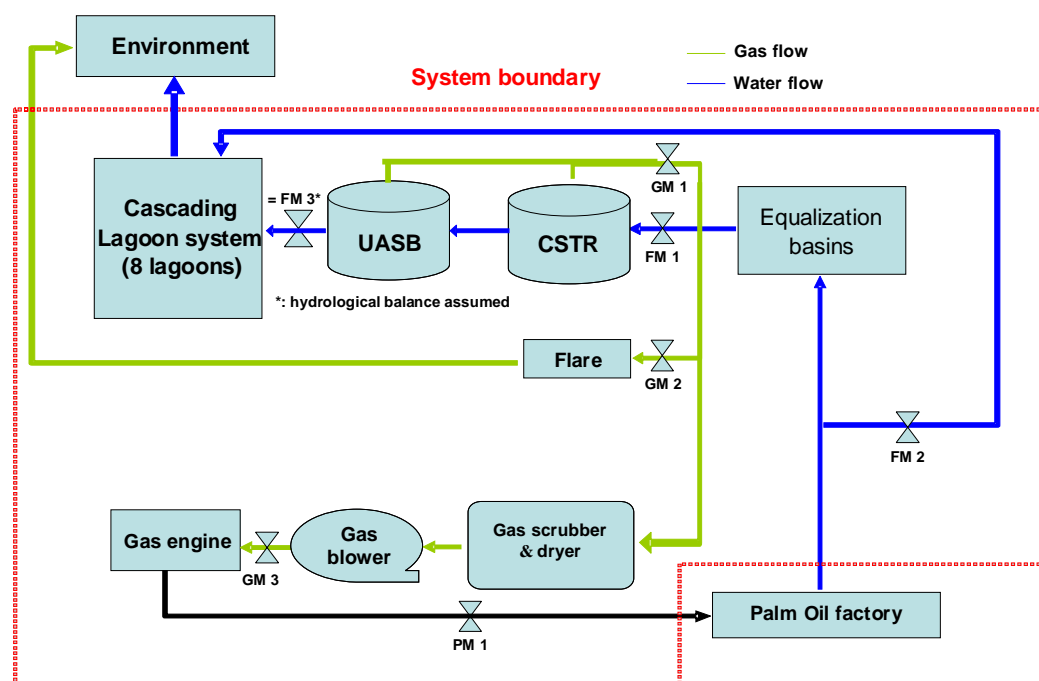 Environment
Gas flow
Water flow
System boundary
GM 1
= FM 3*
Cascading
Lagoon system
(8 lagoons)
UASB
CSTR
FM 1
Equalization
basins
*: hydrological balance assumed
Flare
GM 2
FM 2
Gas engine
GM 3
Gas
blower
Gas scrubber
& dryer
Palm Oil factory
PM 1